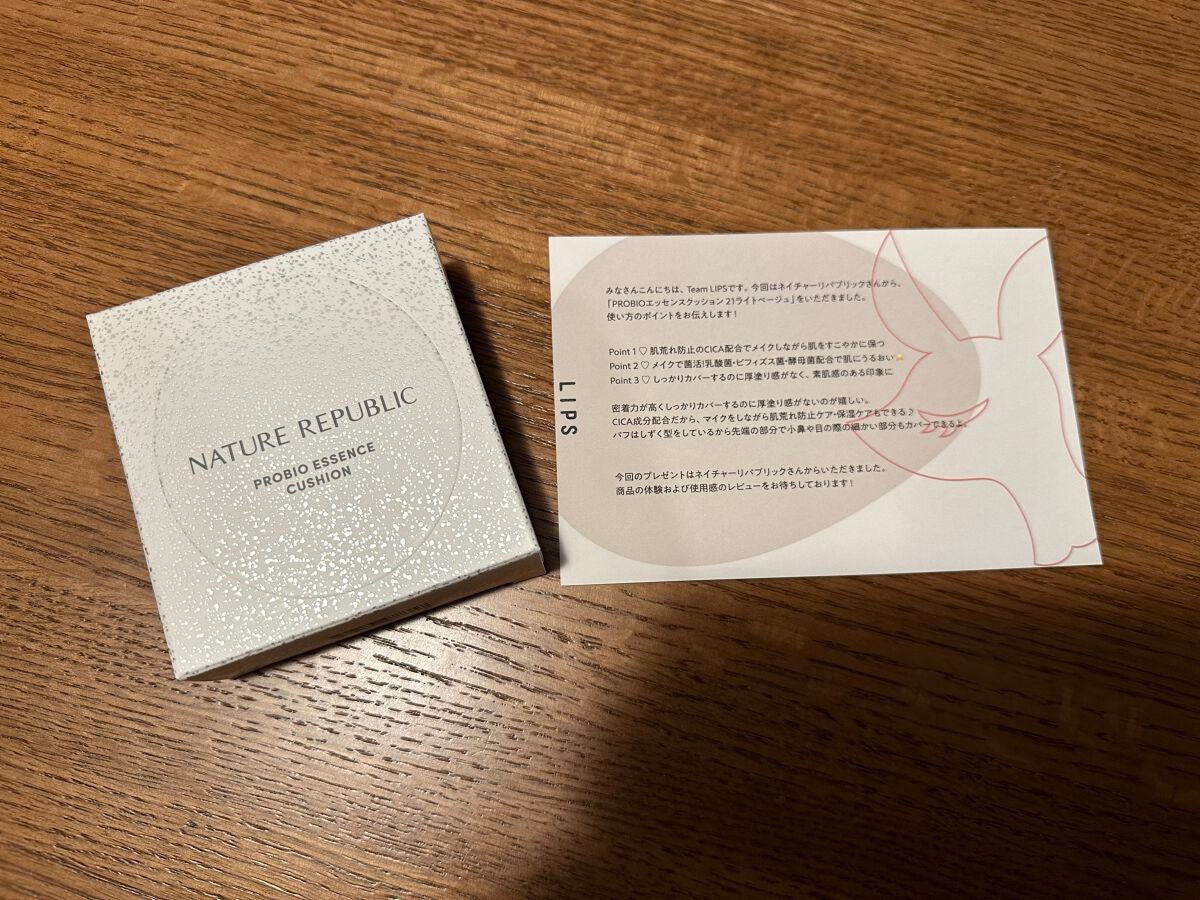 NATURE REPUBLIC
PROBIO ESSENCE
CUSHION
LIPS
みなさんこんにちは、Team LIPSです。今回はネイチャーリパブリックさんから、
「PROBIOエッセンスクッション 21ライトベージュ」をいただきました。
使い方のポイントをお伝えします！
Point 1 ♡ 肌荒れ防止のCICA配合でメイクしながら肌をすこやかに保つ
Point 2 ♡ メイクで菌活!乳酸菌・ビフィズス菌・酵母菌配合で肌にうるおい
Point 3 ♡ しっかりカバーするのに厚塗り感がなく、素肌感のある印象に
密着力が高くしっかりカバーするのに厚塗り感がないのが嬉しい。
CICA成分配合だから、マイクをしながら肌荒れ防止ケア・保湿ケアもできる♪
パフはしずく型をしているから先端の部分で小鼻や目の際の細かい部分もカバーできるよ。
今回のプレゼントはネイチャーリパブリックさんからいただきました。
商品の体験および使用感のレビューをお待ちしております！